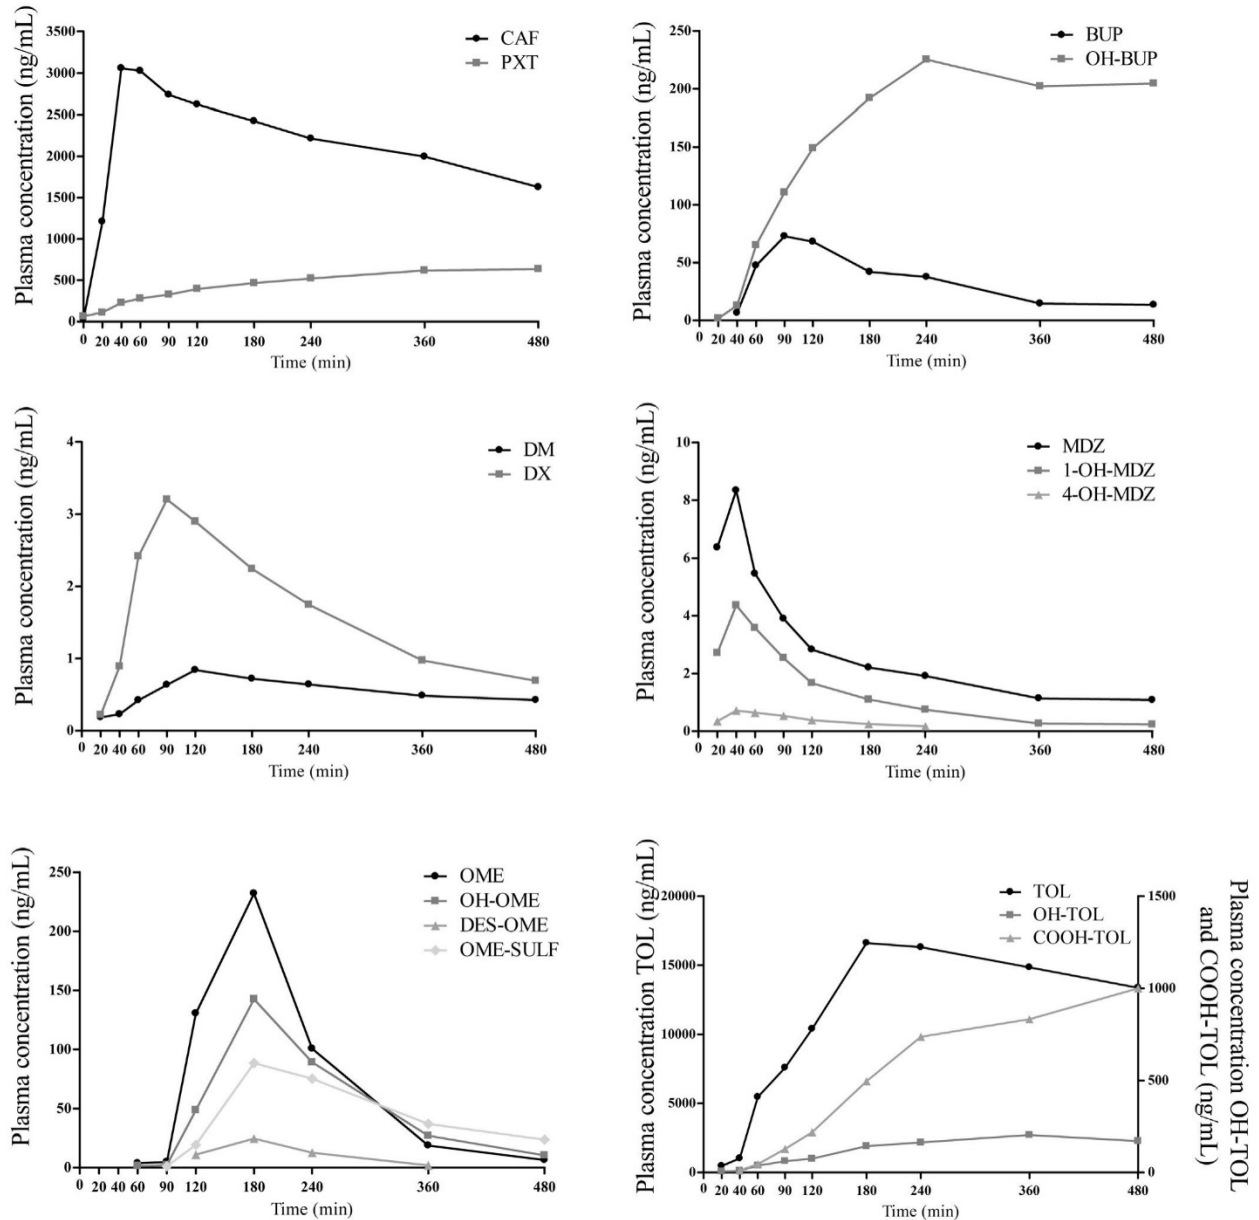 Plasma concentration (ng/mL)
3500
3000
2500
2000
1500
1000
500
0
CAF
PXT
0 20 40 60 90 120 180 240 360 480
Time (min)
Plasma concentration (ng/mL)
250
200
150
100
50
0
BUP
OH-BUP
0 20 40 60 90 120 180 240 360 480
Time (min)
Plasma concentration (ng/mL)
4
3
2
1
0
DM
DX
0 20 40 60 90 120 180 240 360 480
Time (min)
Plasma concentration (ng/mL)
10
8
6
4
2
0
MDZ
1-OH-MDZ
4-OH-MDZ
0 20 40 60 90 120 180 240 360 480
Time (min)
Plasma concentration (ng/mL)
250
200
150
100
50
0
OME
OH-OME
DES-OME
OME-SULF
0 20 40 60 90 120 180 240 360 480
Time (min)
Plasma concentration TOL (ng/mL)
20000
15000
10000
5000
0
TOL
OH-TOL
COOH-TOL
1500
1000
500
0
Plasma concentration OH-TOL
and COOH-TOL (ng/mL)
0 20 40 60 90 120 180 240 360 480
Time (min)